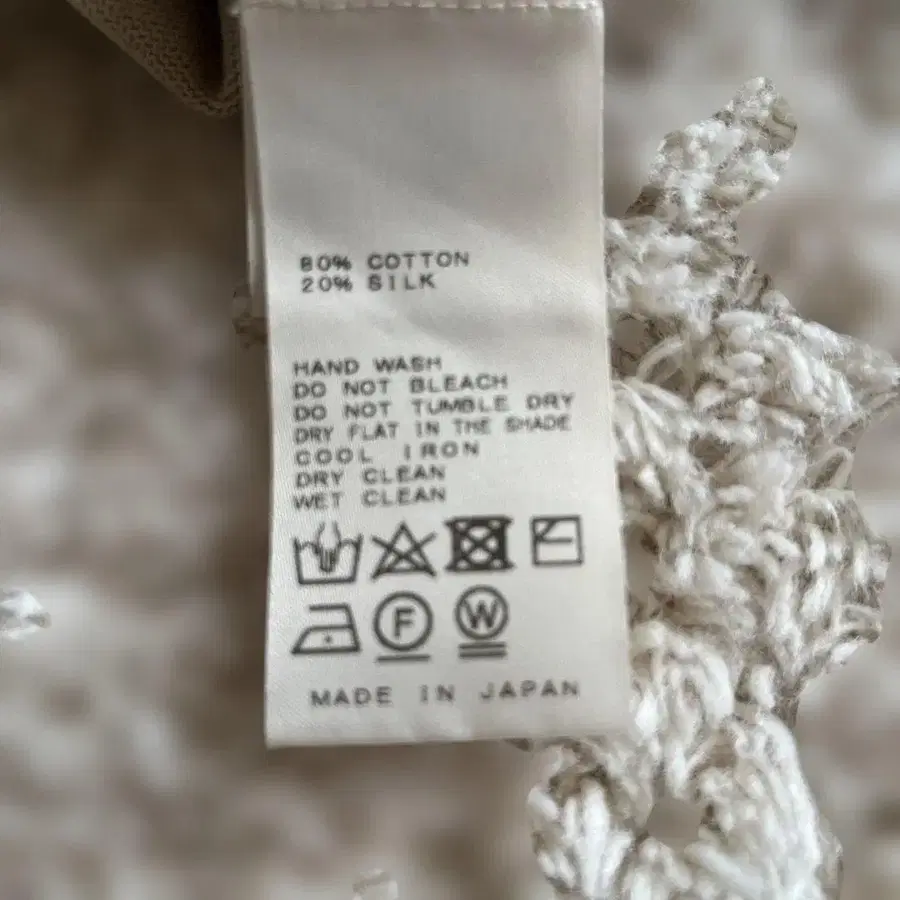 80% COTTON
20% SILK
HAND WASH
DO NOT BLEACH
DO NOT TUMBLE DRY
DRY FLAT IN THE SHADE
COOL IRON
DRY CLEAN
WET CLEAN
F W
MADE IN JAPAN